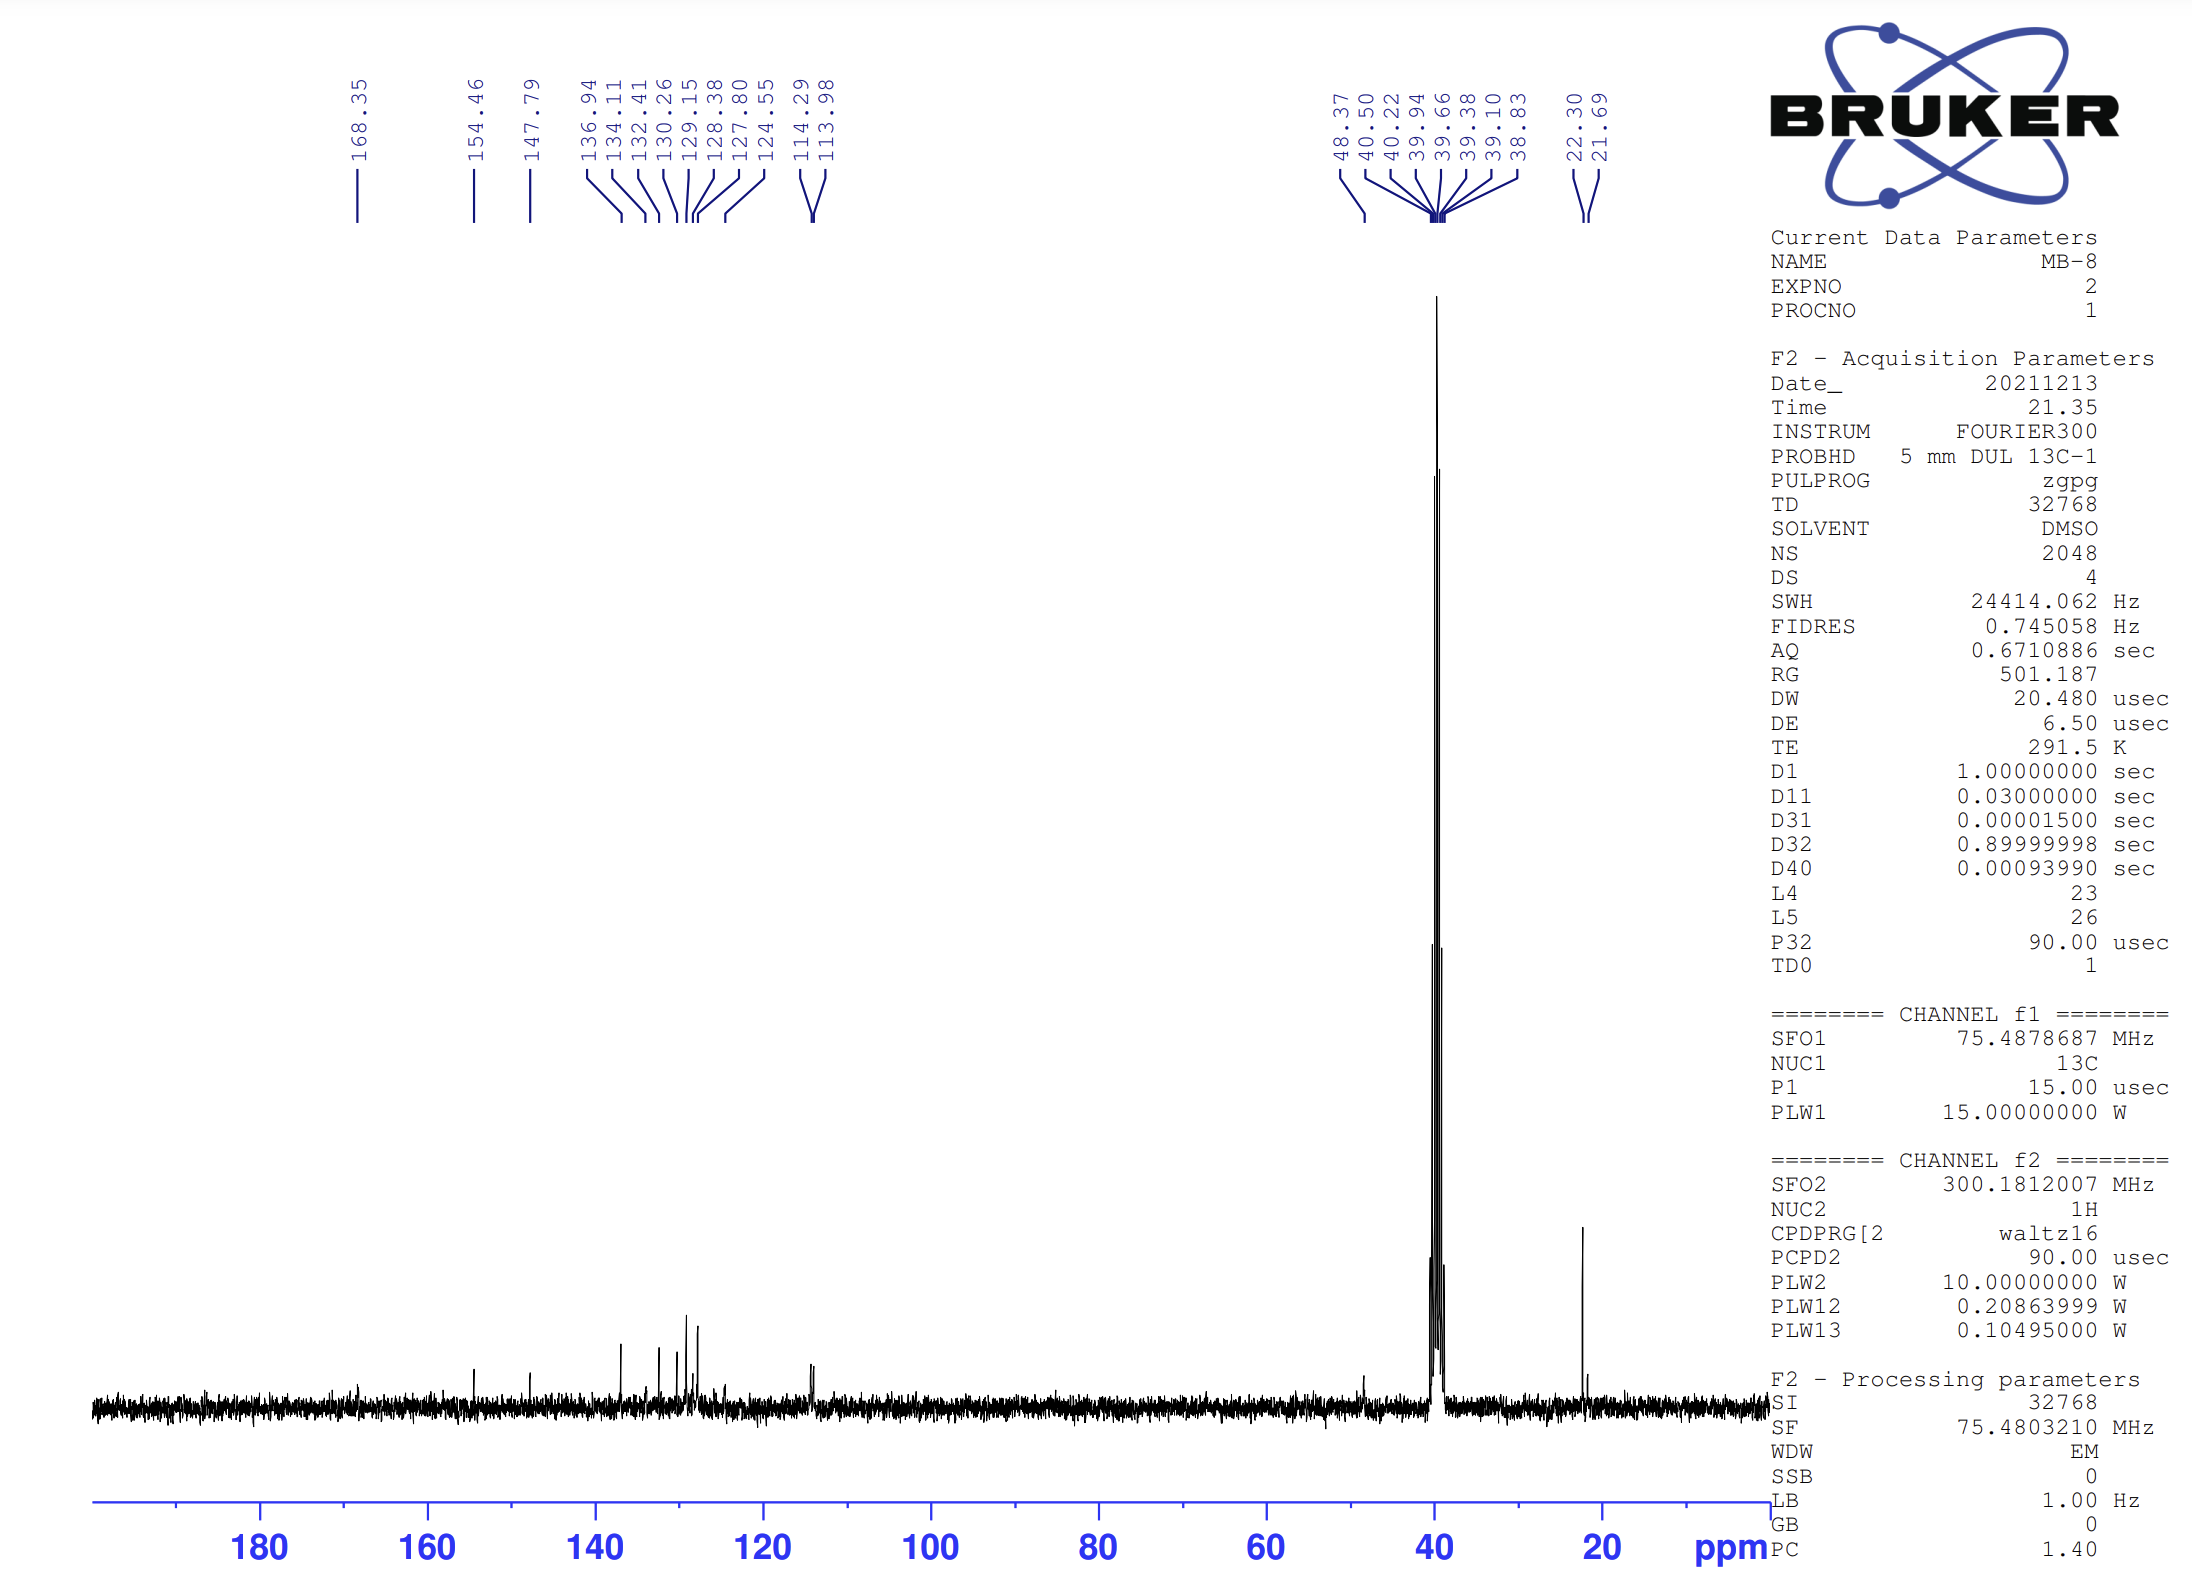 168.35
154.46
147.79
136.94
134.11
132.41
130.26
129.15
128.38
127.80
124.55
114.29
113.98
48.37
40.50
40.22
39.94
39.66
39.38
39.10
38.83
22.30
21.69
BRUKER
Current Data Parameters
NAME MB-8
EXPNO 2
PROCNO 1
F2 - Acquisition Parameters
Date_ 20211213
Time 21.35
INSTRUM FOURIER300
PROBHD 5 mm DUL 13C-1
PULPROG zgpg
TD 32768
SOLVENT DMSO
NS 2048
DS 4
SWH 24414.062 Hz
FIDRES 0.745058 Hz
AQ 0.6710886 sec
RG 501.187
DW 20.480 usec
DE 6.50 usec
TE 291.5 K
D1 1.00000000 sec
D11 0.03000000 sec
D31 0.00001500 sec
D32 0.89999998 sec
D40 0.00093990 sec
L4 23
L5 26
P32 90.00 usec
TD0 1
======== CHANNEL f1 ========
SFO1 75.4878687 MHz
NUC1 13C
P1 15.00 usec
PLW1 15.00000000 W
======== CHANNEL f2 ========
SFO2 300.1812007 MHz
NUC2 1H
CPDPRG[2 waltz16
PCPD2 90.00 usec
PLW2 10.00000000 W
PLW12 0.20863999 W
PLW13 0.10495000 W
F2 - Processing parameters
SI 32768
SF 75.4803210 MHz
WDW EM
SSB 0
LB 1.00 Hz
GB 0
PC 1.40
180 160 140 120 100 80 60 40 20 ppm